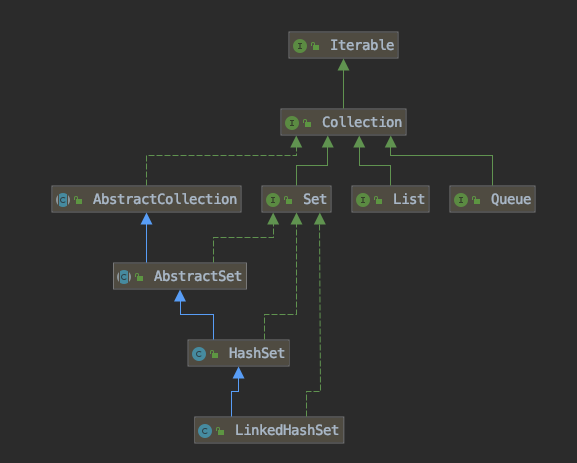 Iterable
Collection
AbstractCollection
Set
List
Queue
AbstractSet
HashSet
LinkedHashSet